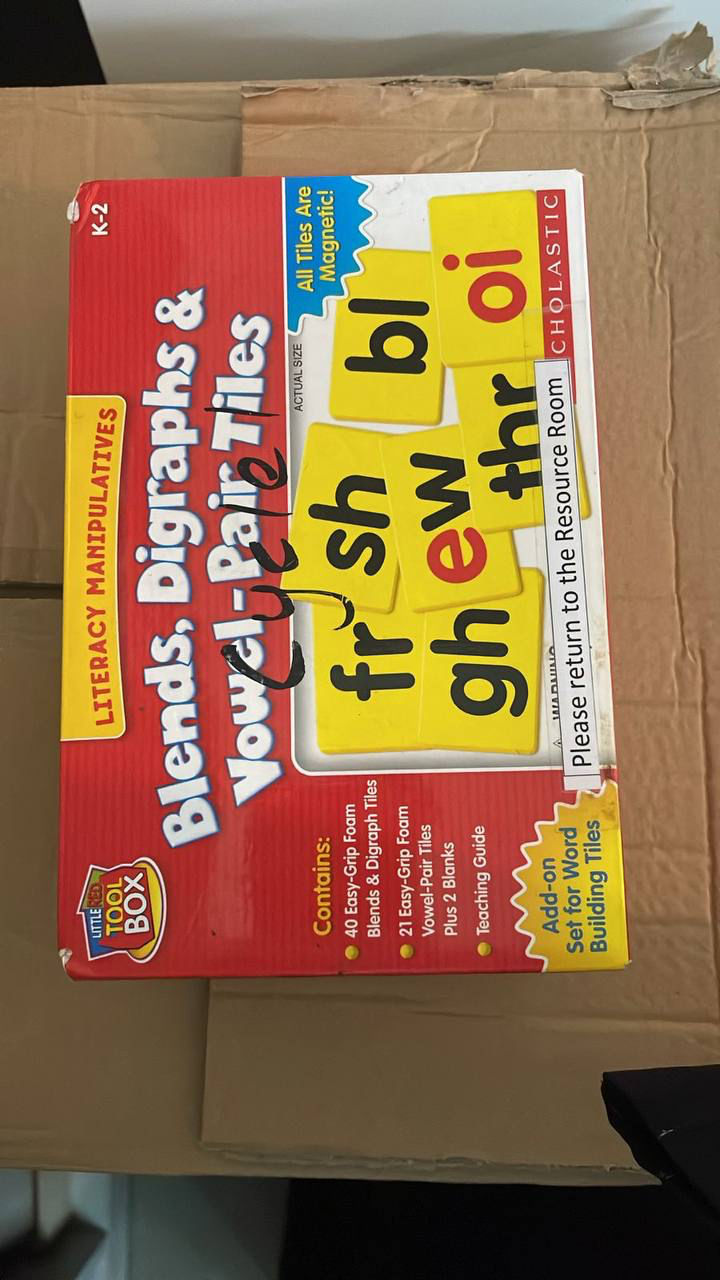 K-2
LITERACY MANIPULATIVES
Blends, Digraphs &
Vowel-Pair Tiles
Cycle 1
LITTLE RED
TOOL
BOX
Contains:
40 Easy-Grip Foam
Blends & Digraph Tiles
21 Easy-Grip Foam
Vowel-Pair Tiles
Plus 2 Blanks
Teaching Guide
Add-on
Set for Word
Building Tiles
ACTUAL SIZE
All Tiles Are
Magnetic!
fr
sh
bl
gh
ew
thr
oi
WARNING
Please return to the Resource Room
SCHOLASTIC